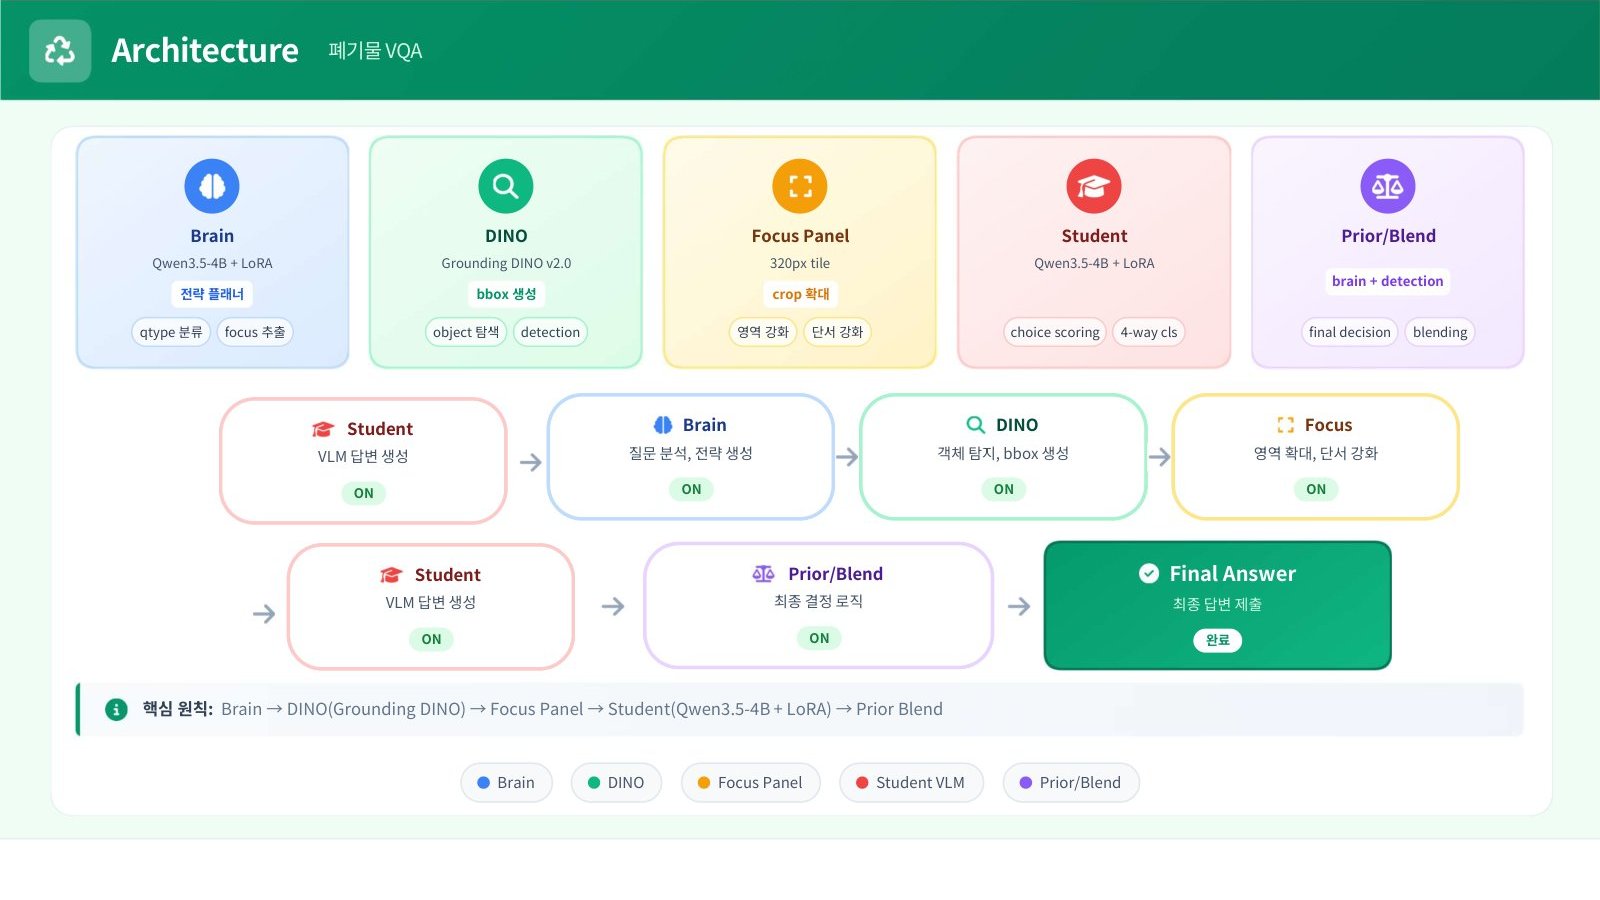 Architecture 폐기물 VQA
Brain
Qwen3.5-4B + LoRA
전략 플래너
qtype 분류 focus 추출
DINO
Grounding DINO v2.0
bbox 생성
object 탐색 detection
Focus Panel
320px tile
crop 확대
영역 강화 단서 강화
Student
Qwen3.5-4B + LoRA
choice scoring 4-way cls
Prior/Blend
brain + detection
final decision blending
Student
VLM 답변 생성
ON
→
Brain
질문 분석, 전략 생성
ON
→
DINO
객체 탐지, bbox 생성
ON
→
Focus
영역 확대, 단서 강화
ON
→
Student
VLM 답변 생성
ON
→
Prior/Blend
최종 결정 로직
ON
→
Final Answer
최종 답변 제출
완료
핵심 원칙: Brain → DINO(Grounding DINO) → Focus Panel → Student(Qwen3.5-4B + LoRA) → Prior Blend
Brain DINO Focus Panel Student VLM Prior/Blend